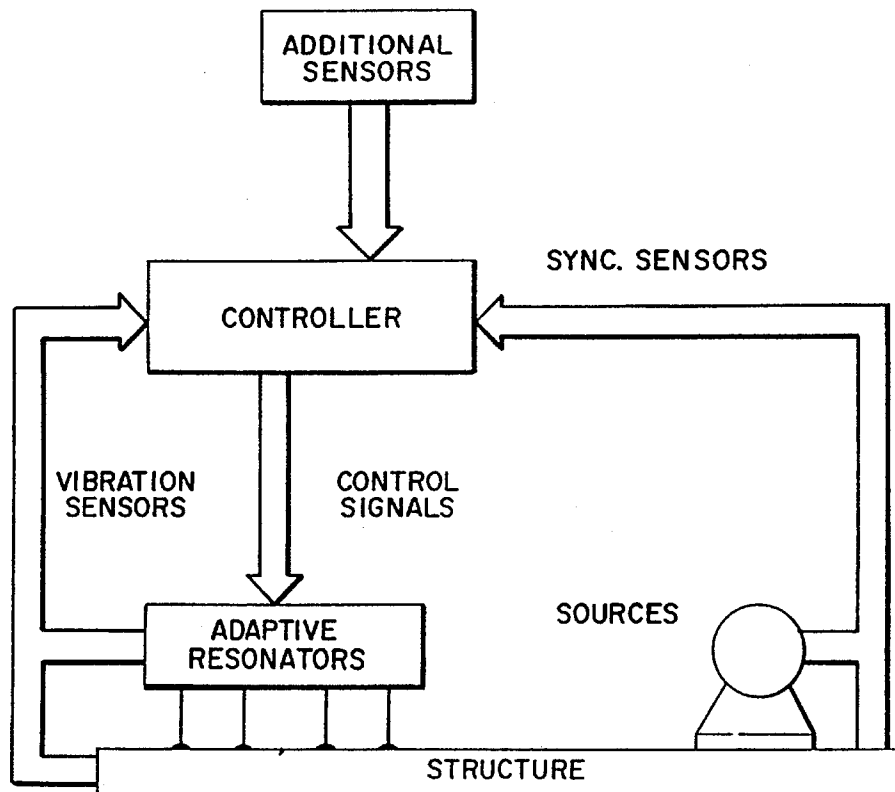 ADDITIONAL
SENSORS
SYNC. SENSORS
CONTROLLER
VIBRATION
SENSORS
CONTROL
SIGNALS
ADAPTIVE
RESONATORS
SOURCES
STRUCTURE